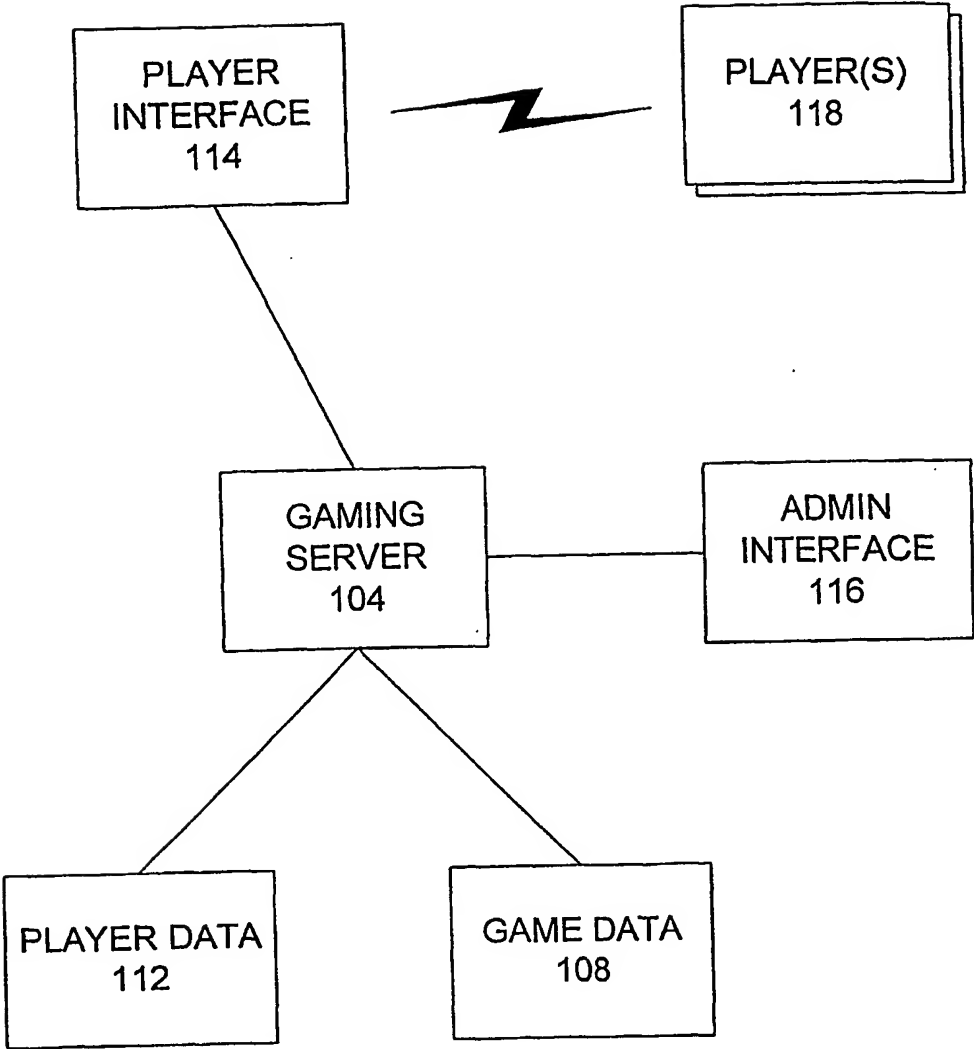 PLAYER
INTERFACE
114
PLAYER(S)
118
GAMING
SERVER
104
ADMIN
INTERFACE
116
PLAYER DATA
112
GAME DATA
108